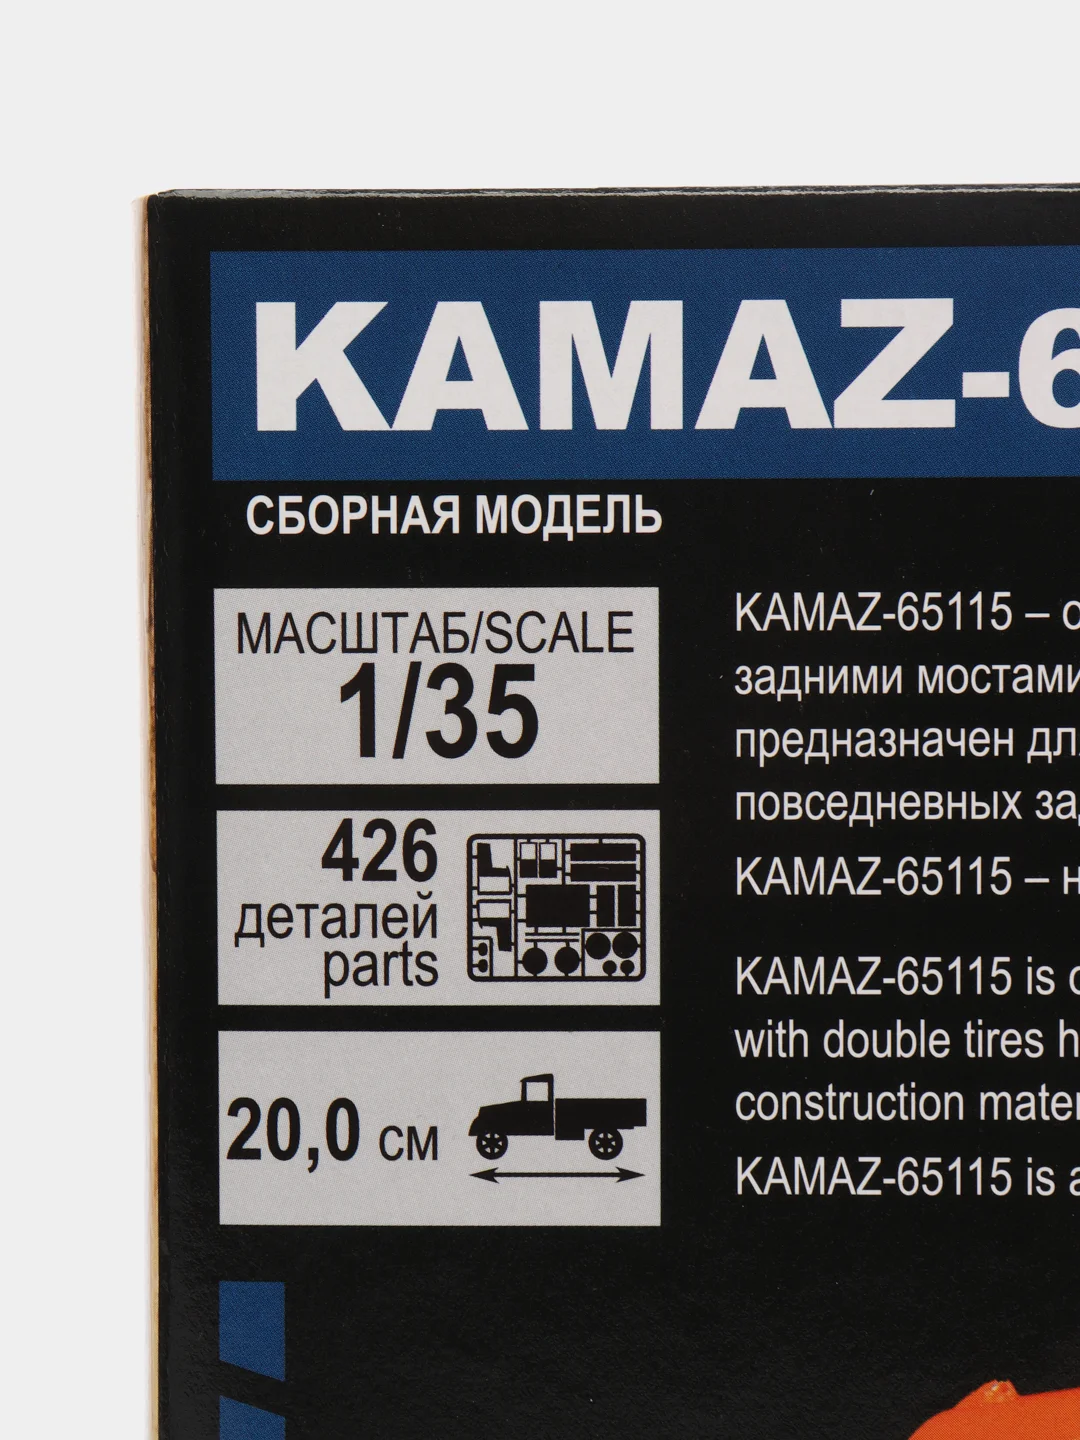 KAMAZ-6
СБОРНАЯ МОДЕЛЬ
МАСШТАБ/SCALE
1/35
426
деталей
parts
20,0 см
KAMAZ-65115 –
задними мостами
предназначен для
повседневных
KAMAZ-65115 –
KAMAZ-65115 is
with double tires
construction
KAMAZ-65115 is